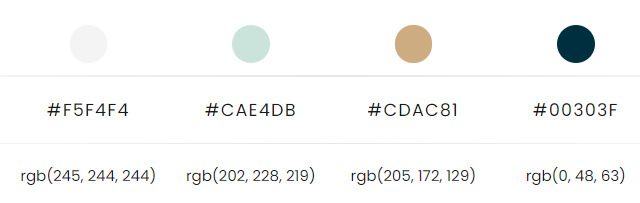 #F5F4F4 #CAE4DB #CDAC81 #00303F
rgb(245, 244, 244) rgb(202, 228, 219) rgb(205, 172, 129) rgb(0, 48, 63)